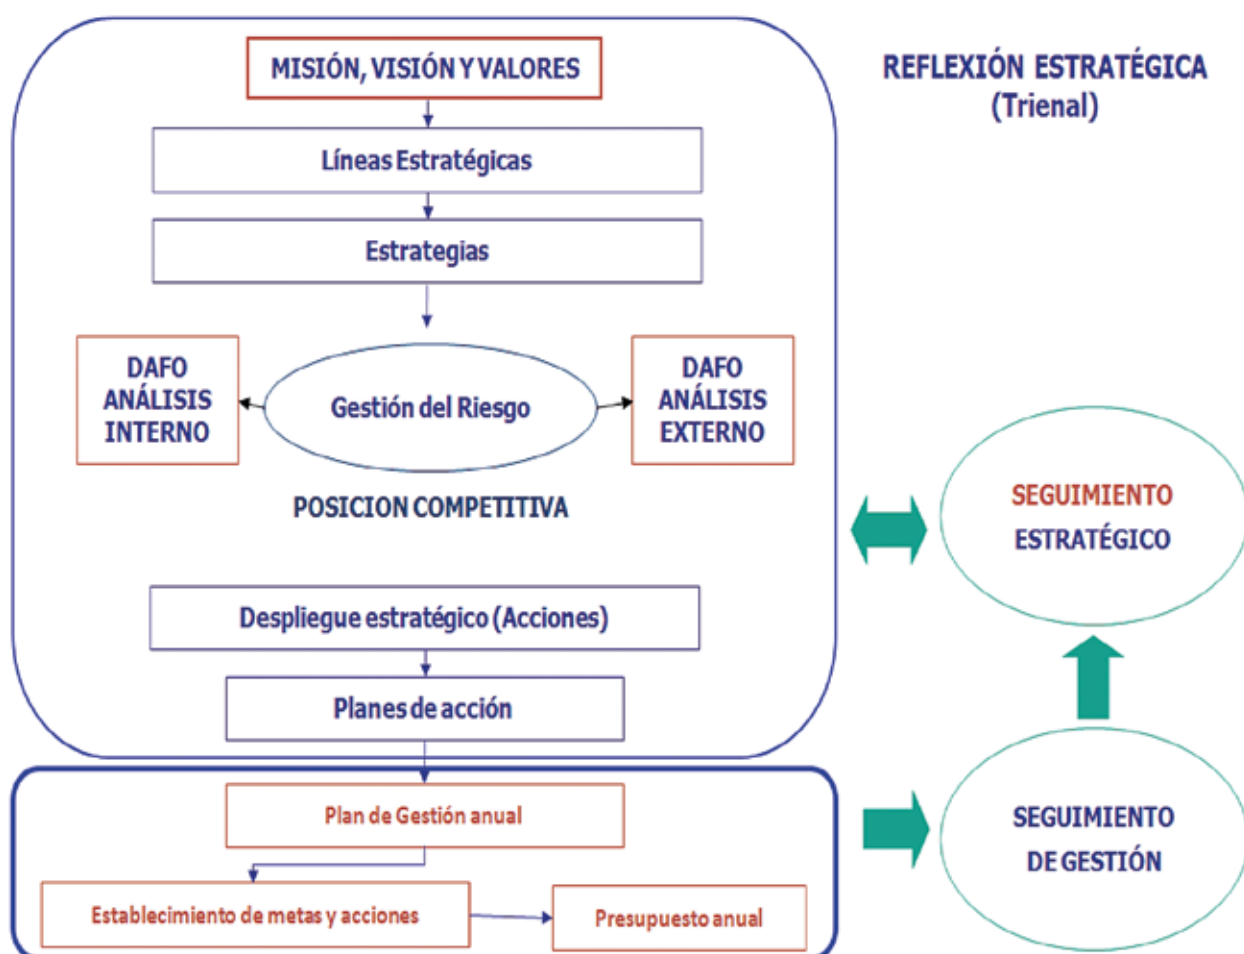 MISIÓN, VISIÓN Y VALORES
REFLEXIÓN ESTRATÉGICA
(Trienal)
Líneas Estratégicas
Estrategias
DAFO
ANÁLISIS
INTERNO
Gestión del Riesgo
DAFO
ANÁLISIS
EXTERNO
POSICION COMPETITIVA
SEGUIMIENTO
ESTRATÉGICO
Despliegue estratégico (Acciones)
Planes de acción
Plan de Gestión anual
SEGUIMIENTO
DE GESTIÓN
Establecimiento de metas y acciones
Presupuesto anual